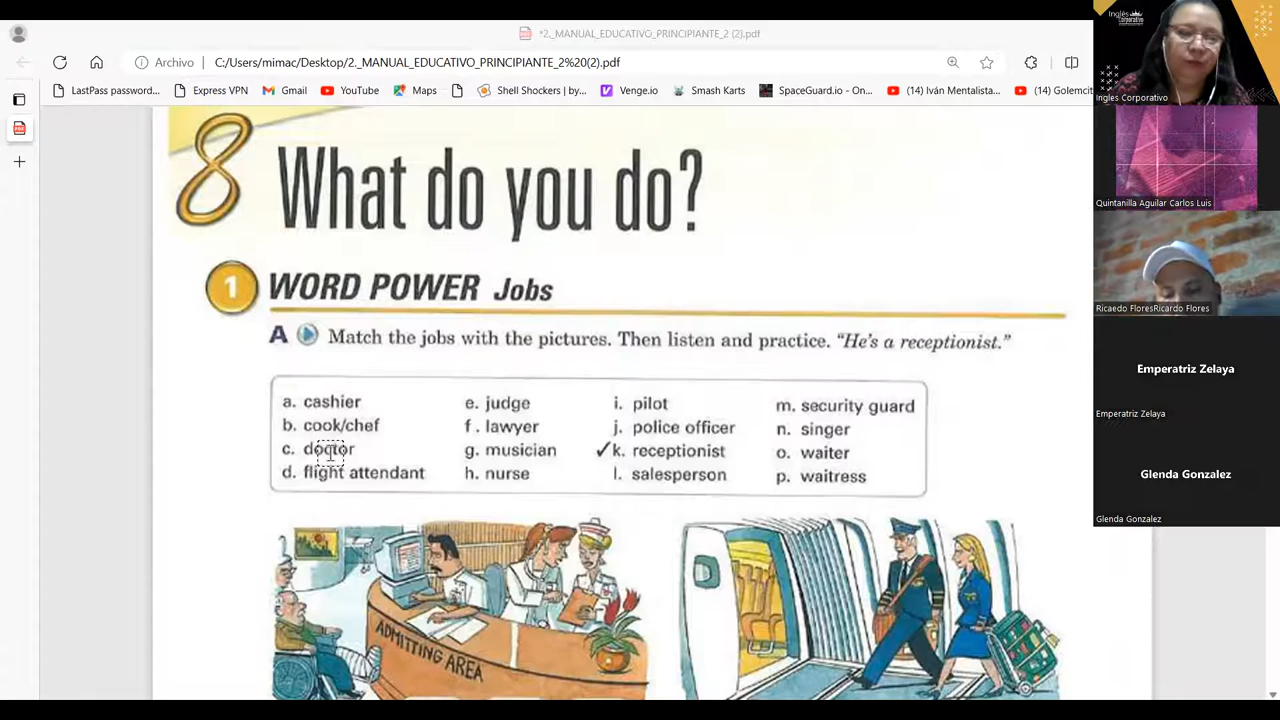 *2._MANUAL_EDUCATIVO_PRINCIPIANTE_2 (2).pdf
Archivo
C:/Users/mimac/Desktop/2._MANUAL_EDUCATIVO_PRINCIPIANTE_2%20(2).pdf
LastPass password... Express VPN Gmail YouTube Maps Shell Shockers | by... Venge.io Smash Karts SpaceGuard.io - On... (14) Iván Mentalista... (14) Golemcit
8
What do you do?
1 WORD POWER Jobs
A Match the jobs with the pictures. Then listen and practice. “He's a receptionist.”
a. cashier
b. cook/chef
c. doctor
d. flight attendant
e. judge
f. lawyer
g. musician
h. nurse
i. pilot
j. police officer
✓k. receptionist
l. salesperson
m. security guard
n. singer
o. waiter
p. waitress
ADMITTING AREA
Inglés
Corporativo
Ingles Corporativo
Quintanilla Aguilar Carlos Luis
Ricaedo FloresRicardo Flores
Emperatriz Zelaya
Emperatriz Zelaya
Glenda Gonzalez
Glenda Gonzalez